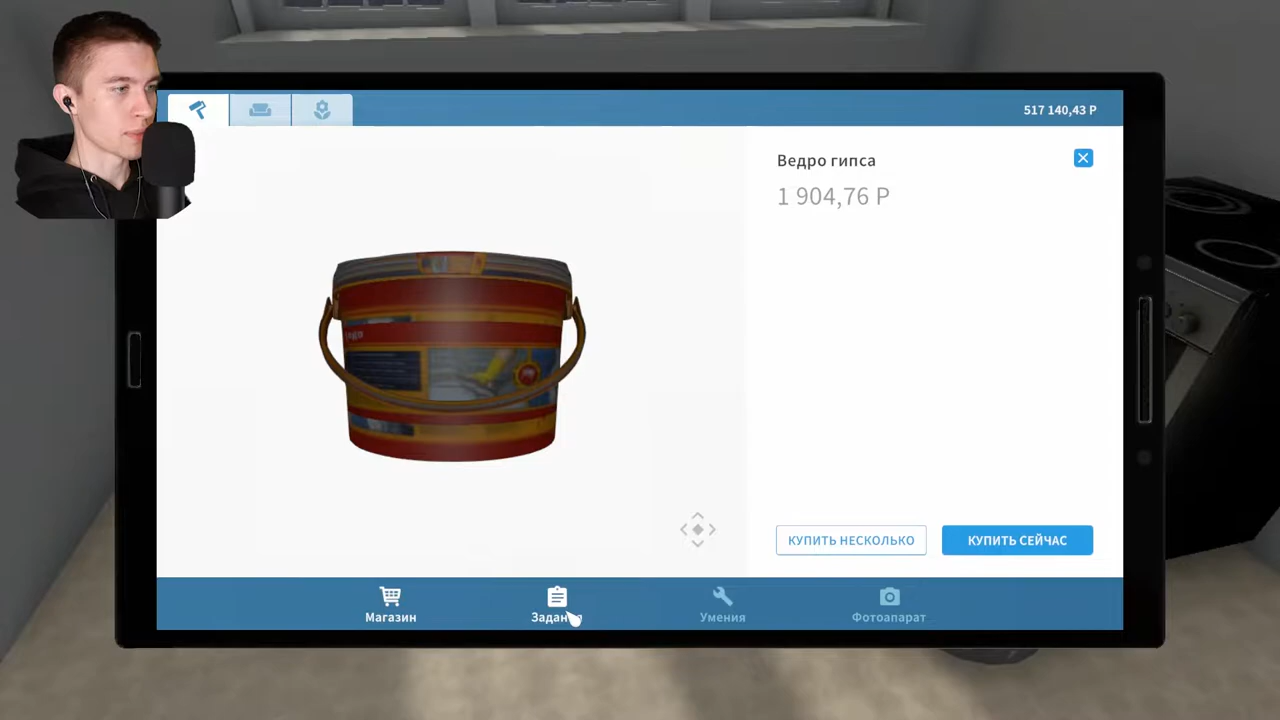 517 140,43 Р
Ведро гипса
1 904,76 Р
КУПИТЬ НЕСКОЛЬКО
КУПИТЬ СЕЙЧАС
Магазин
Умения
Фотоапарат